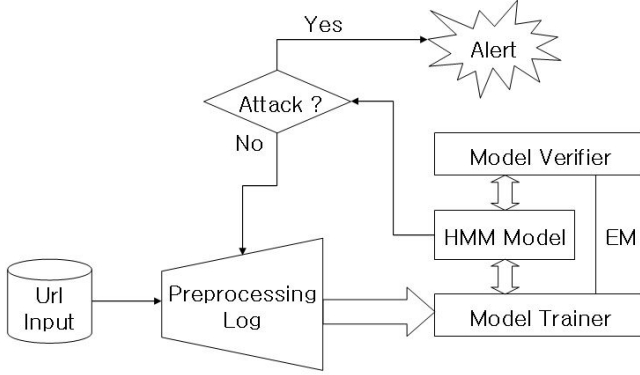 Yes
Alert
Attack ?
No
Model Verifier
HMM Model
EM
Url
Input
Preprocessing
Log
Model Trainer